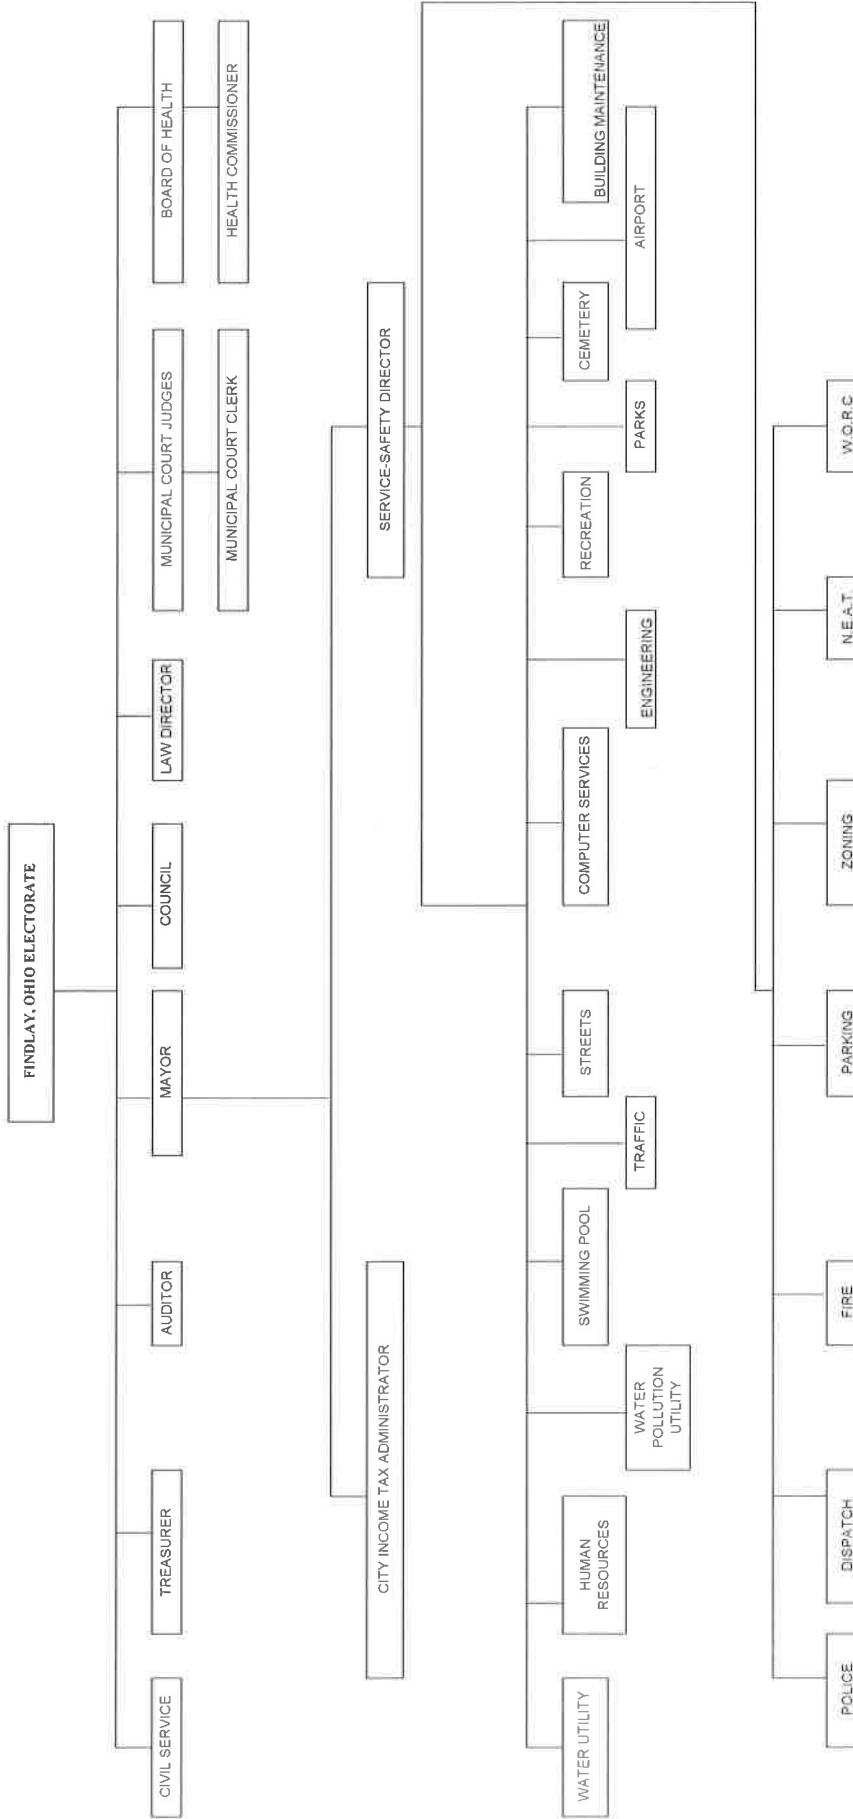 FINDLAY, OHIO ELECTORATE
CIVIL SERVICE
TREASURER
AUDITOR
MAYOR
COUNCIL
LAW DIRECTOR
MUNICIPAL COURT JUDGES
BOARD OF HEALTH
MUNICIPAL COURT CLERK
HEALTH COMMISSIONER
CITY INCOME TAX ADMINISTRATOR
SERVICE-SAFETY DIRECTOR
WATER UTILITY
HUMAN
RESOURCES
SWIMMING POOL
STREETS
COMPUTER SERVICES
RECREATION
CEMETERY
BUILDING MAINTENANCE
WATER
POLLUTION
UTILITY
TRAFFIC
ENGINEERING
PARKS
AIRPORT
POLICE
DISPATCH
FIRE
PARKING
ZONING
N.E.A.T.
W.O.R.C